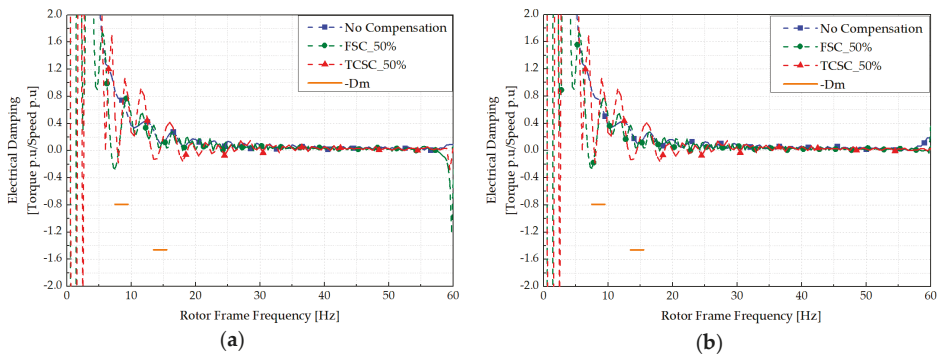 2.0
1.6
1.2
0.8
0.4
0.0
-0.4
-0.8
-1.2
-1.6
-2.0
Electrical Damping
[Torque p.u/Speed p.u]
No Compensation
FSC_50%
TCSC_50%
-Dm
0 10 20 30 40 50 60
Rotor Frame Frequency [Hz]
(a)
2.0
1.6
1.2
0.8
0.4
0.0
-0.4
-0.8
-1.2
-1.6
-2.0
Electrical Damping
[Torque p.u/Speed p.u]
No Compensation
FSC_50%
TCSC_50%
-Dm
0 10 20 30 40 50 60
Rotor Frame Frequency [Hz]
(b)